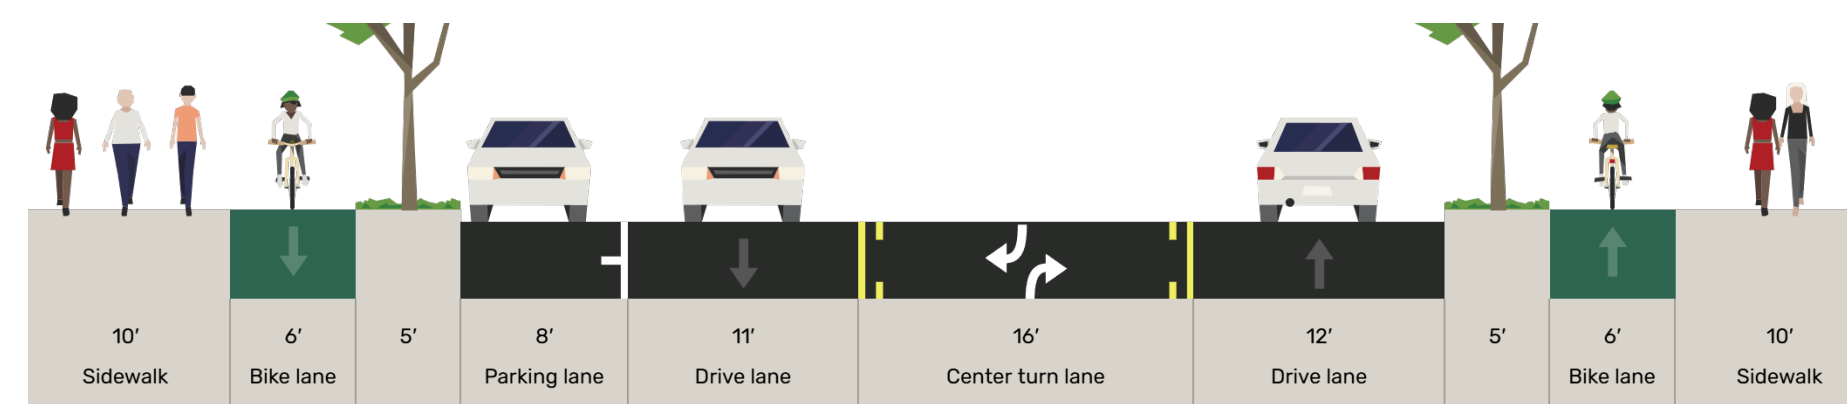 10′
Sidewalk
6′
Bike lane
5′
8′
Parking lane
11′
Drive lane
16′
Center turn lane
12′
Drive lane
5′
6′
Bike lane
10′
Sidewalk